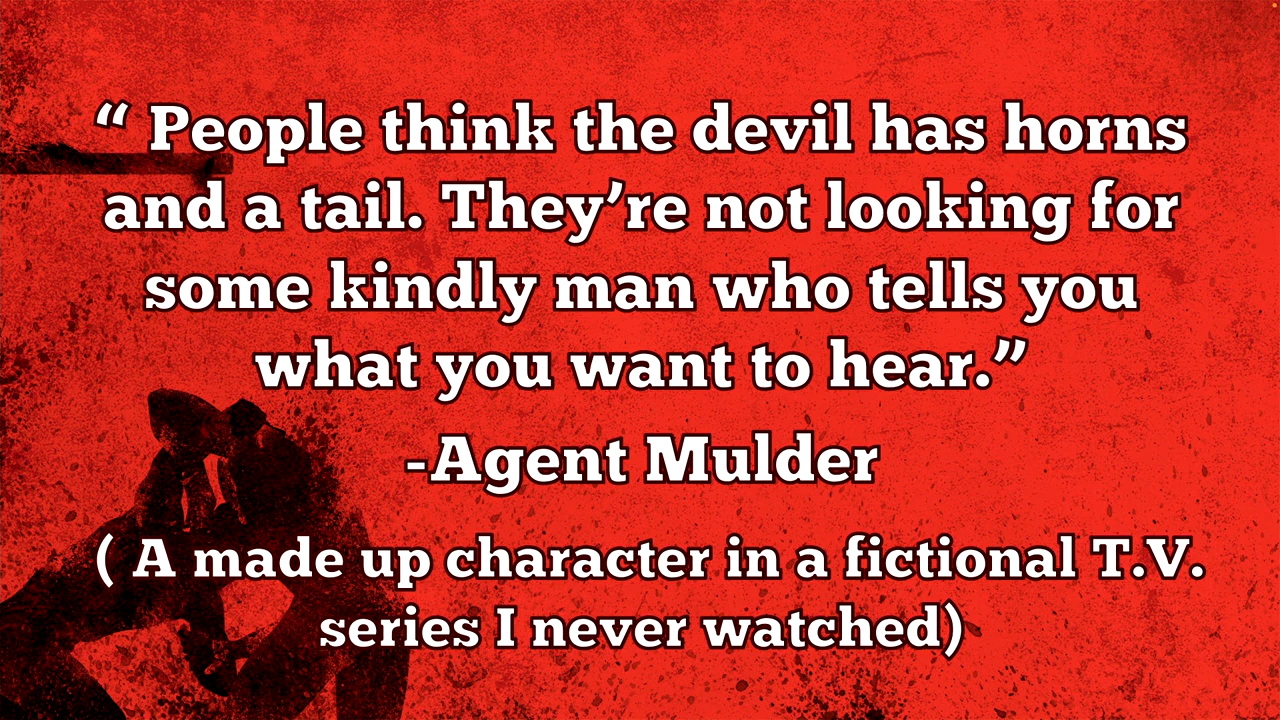 “ People think the devil has horns
and a tail. They’re not looking for
some kindly man who tells you
what you want to hear.”
-Agent Mulder
( A made up character in a fictional T.V.
series I never watched)